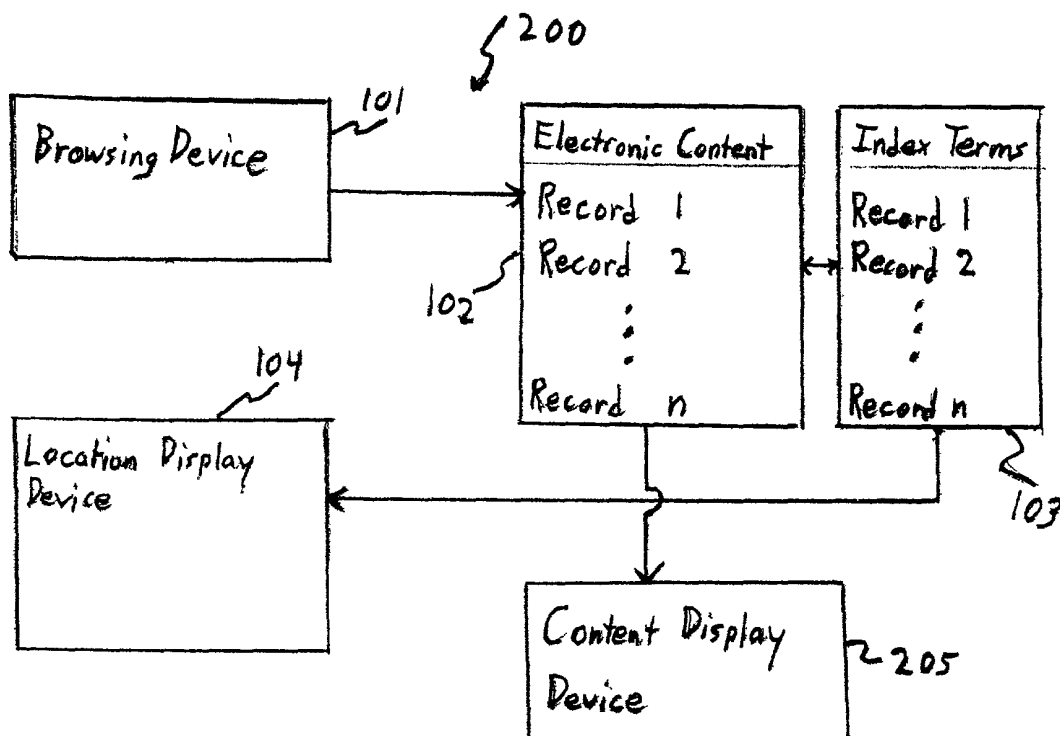 200
101
Browsing Device
Electronic Content
Record 1
Record 2
Record n
102
Index Terms
Record 1
Record 2
Record n
103
104
Location Display
Device
Content Display
Device
205